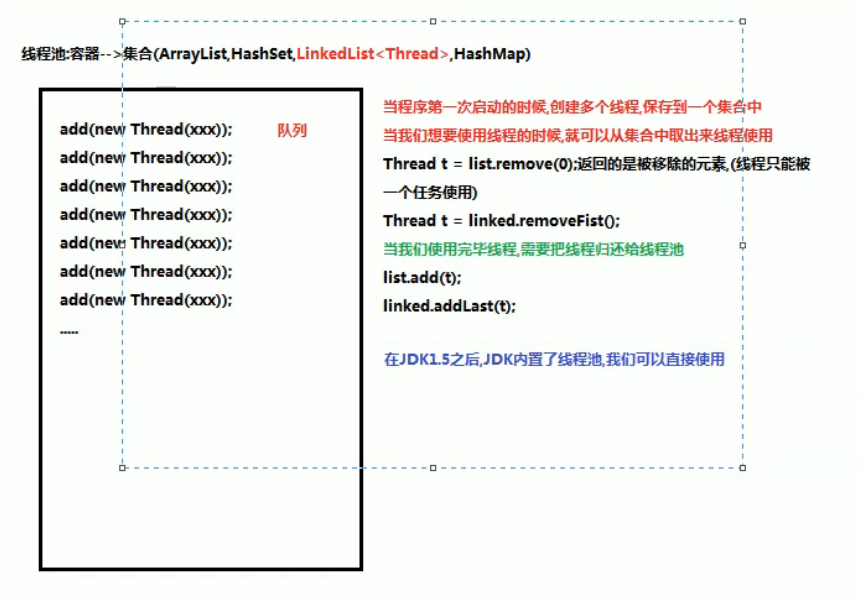 线程池:容器-->集合(ArrayList,HashSet,LinkedList<Thread>,HashMap)
add(new Thread(xxx)); 队列
add(new Thread(xxx));
add(new Thread(xxx));
add(new Thread(xxx));
add(new Thread(xxx));
add(new Thread(xxx));
add(new Thread(xxx));
.....
当程序第一次启动的时候,创建多个线程,保存到一个集合中
当我们想要使用线程的时候,就可以从集合中取出来线程使用
Thread t = list.remove(0);返回的是被移除的元素,(线程只能被
一个任务使用)
Thread t = linked.removeFist();
当我们使用完毕线程,需要把线程归还给线程池
list.add(t);
linked.addLast(t);
在JDK1.5之后,JDK内置了线程池,我们可以直接使用